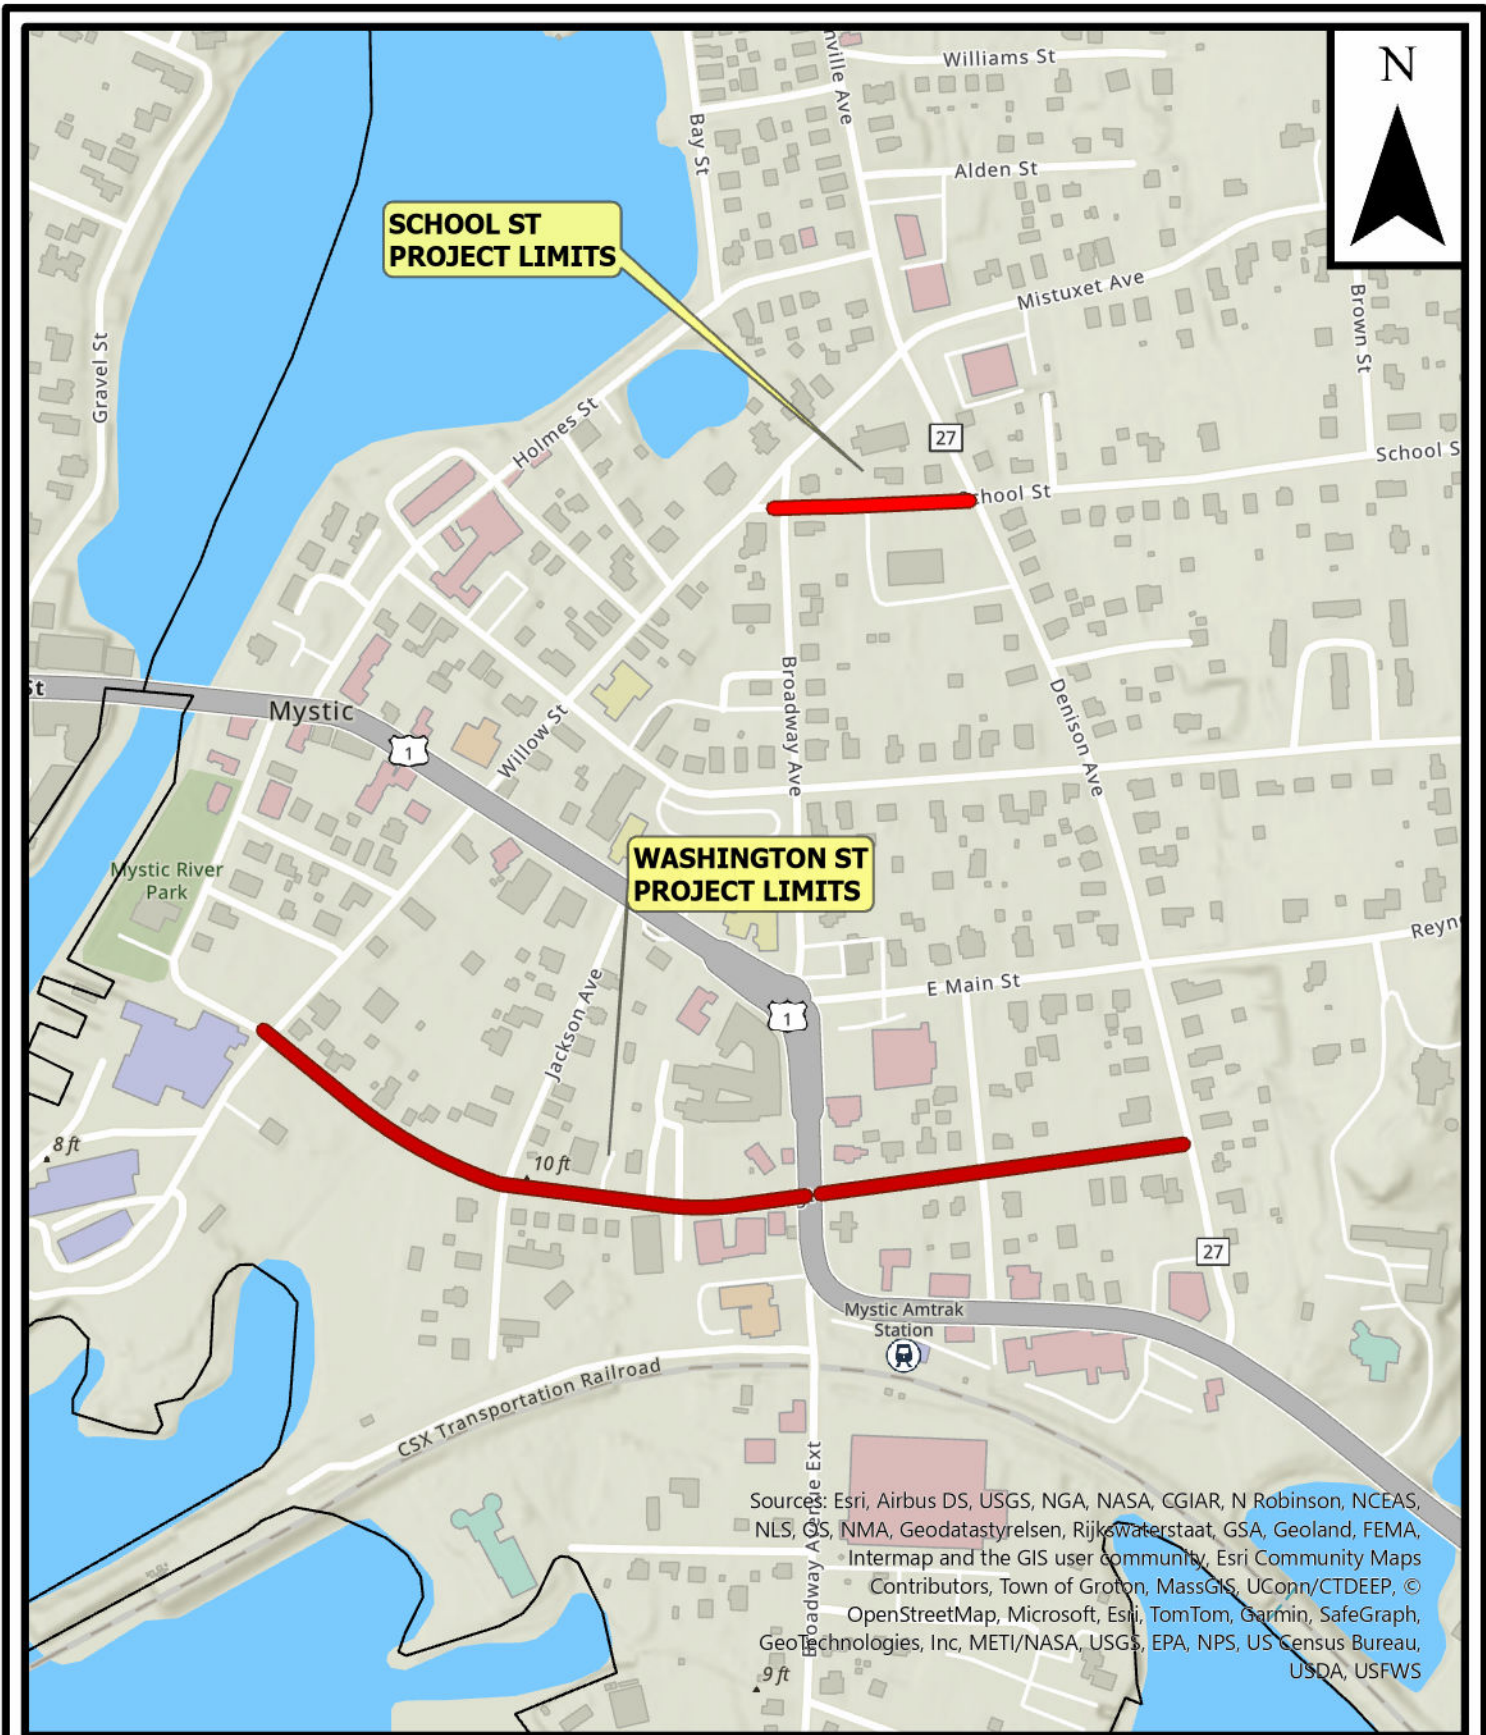 Williams St
nville Ave
N
Bay St
Alden St
SCHOOL ST
PROJECT LIMITS
Mistuxet Ave
Brown St
Gravel St
Holmes St
27
School S
chool St
St
Mystic
1
Willow St
Broadway Ave
Denison Ave
Mystic River
Park
WASHINGTON ST
PROJECT LIMITS
Reyn
E Main St
Jackson Ave
1
8 ft
10 ft
27
Mystic Amtrak
Station
CSX Transportation Railroad
Broadway Avenue Ext
Sources: Esri, Airbus DS, USGS, NGA, NASA, CGIAR, N Robinson, NCEAS,
NLS, OS, NMA, Geodatastyrelsen, Rijkswaterstaat, GSA, Geoland, FEMA,
Intermap and the GIS user community, Esri Community Maps
Contributors, Town of Groton, MassGIS, UConn/CTDEEP, ©
OpenStreetMap, Microsoft, Esri, TomTom, Garmin, SafeGraph,
GeoTechnologies, Inc, METI/NASA, USGS, EPA, NPS, US Census Bureau,
USDA, USFWS
9 ft